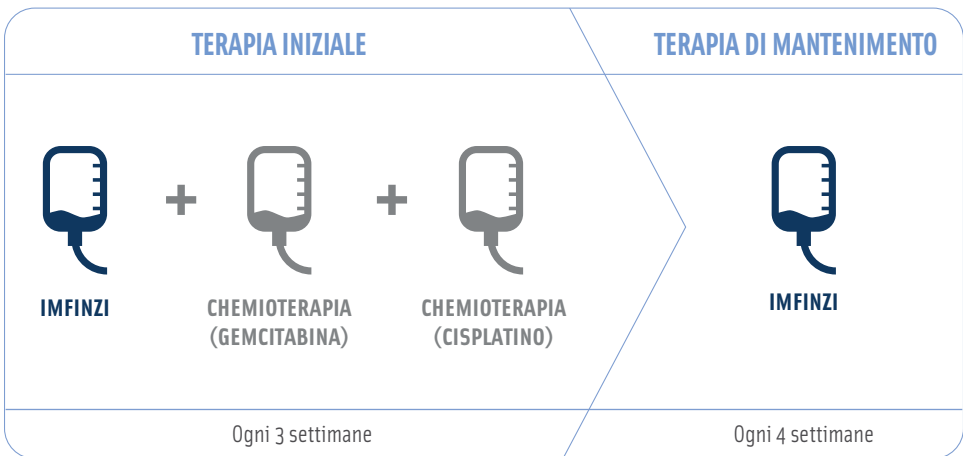 TERAPIA INIZIALE
TERAPIA DI MANTENIMENTO
IMFINZI
CHEMIOTERAPIA
(GEMCITABINA)
CHEMIOTERAPIA
(CISPLATINO)
IMFINZI
Ogni 3 settimane
Ogni 4 settimane